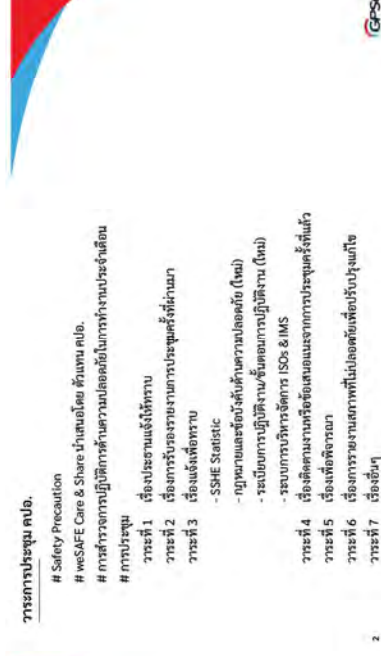 วาระการประชุม คปอ.
# Safety Precaution
# weSAFE Care & Share นำเสนอโดย ตัวแทน คปอ.
# การสำรวจการปฏิบัติการด้านความปลอดภัยในการทำงานประจำเดือน
# การประชุม
วาระที่ 1 เรื่องประธานแจ้งให้ทราบ
วาระที่ 2 เรื่องการรับรองรายงานการประชุมครั้งที่ผ่านมา
วาระที่ 3 เรื่องแจ้งเพื่อทราบ
- SSHE Statistic
- กฎหมายและข้อบังคับด้านความปลอดภัย (ใหม่)
- ระเบียบการปฏิบัติงาน/ขั้นตอนการปฏิบัติงาน (ใหม่)
- ระบบการบริหารจัดการ ISOs & IMS
วาระที่ 4 เรื่องติดตามงานหรือข้อเสนอแนะจากการประชุมครั้งที่แล้ว
วาระที่ 5 เรื่องเพื่อพิจารณา
วาระที่ 6 เรื่องการรายงานสภาพที่ไม่ปลอดภัยเพื่อปรับปรุงแก้ไข
วาระที่ 7 เรื่องอื่นๆ
2
GPSC